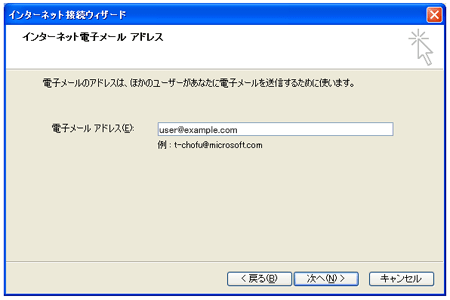 インターネット接続ウィザード
インターネット電子メール アドレス
電子メールのアドレスは、ほかのユーザーがあなたに電子メールを送信するために使います。
電子メール アドレス(E):
user@example.com
例 : t-chofu@microsoft.com
< 戻る(B)
次へ(N) >
キャンセル